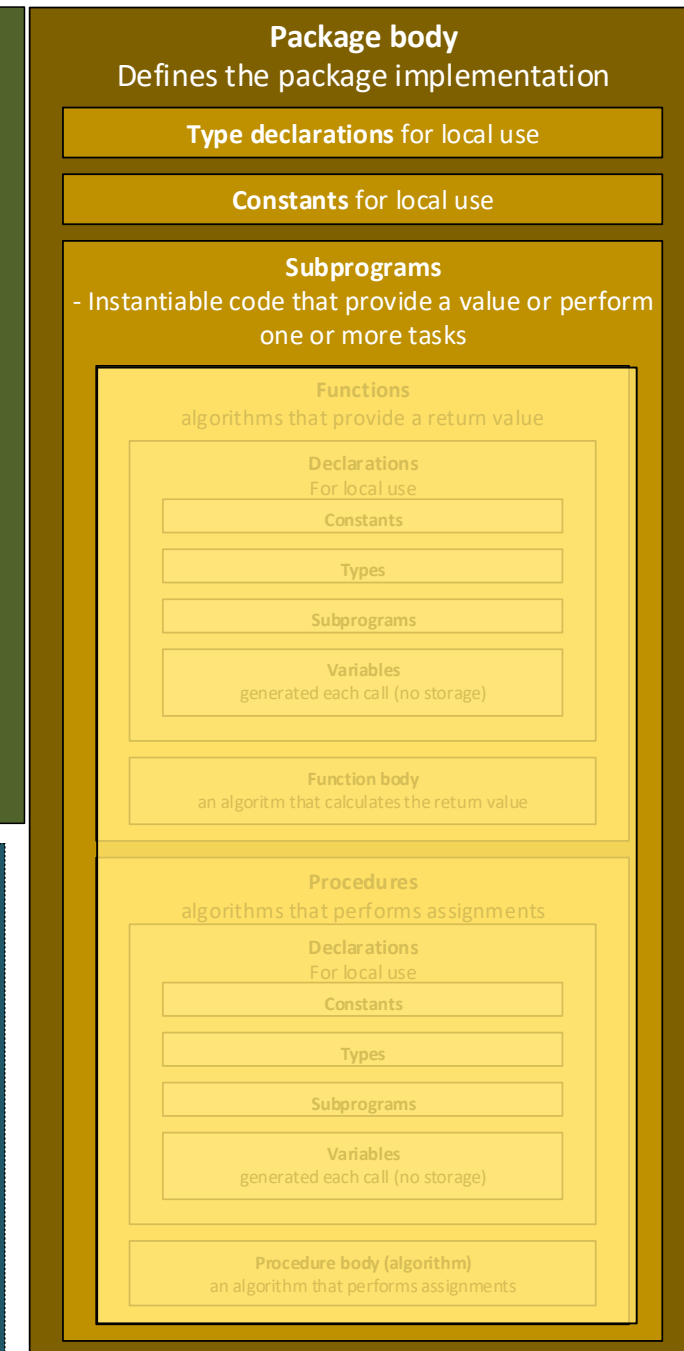 Package body
Defines the package implementation
Type declarations for local use
Constants for local use
Subprograms
- Instantiable code that provide a value or perform
one or more tasks
Functions
algorithms that provide a return value
Declarations
For local use
Constants
Types
Subprograms
Variables
generated each call (no storage)
Function body
an algoritm that calculates the return value
Procedures
algorithms that performs assignments
Declarations
For local use
Constants
Types
Subprograms
Variables
generated each call (no storage)
Procedure body (algorithm)
an algorithm that performs assignments